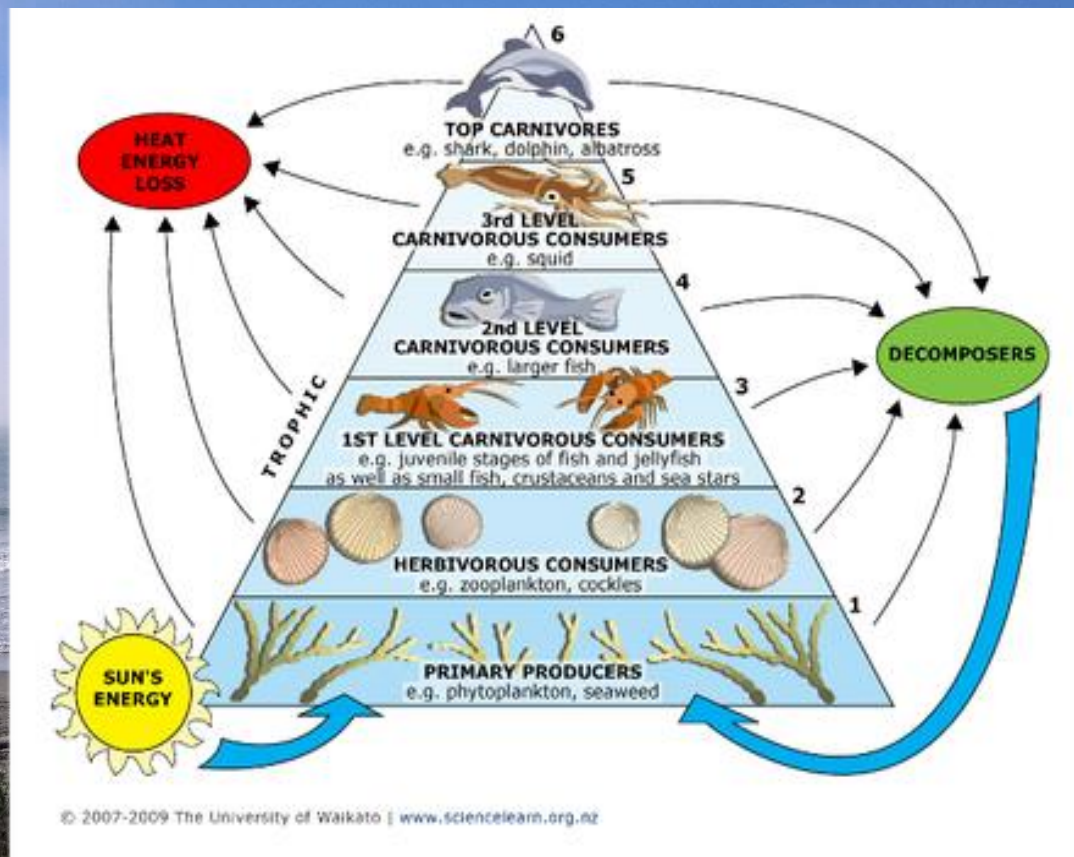 6
HEAT
ENERGY
LOSS
TOP CARNIVORES
e.g. shark, dolphin, albatross
5
3rd LEVEL
CARNIVOROUS CONSUMERS
e.g. squid
4
2nd LEVEL
CARNIVOROUS CONSUMERS
e.g. larger fish
DECOMPOSERS
3
TROPHIC
1ST LEVEL CARNIVOROUS CONSUMERS
e.g. juvenile stages of fish and jellyfish
as well as small fish, crustaceans and sea stars
2
HERBIVOROUS CONSUMERS
e.g. zooplankton, cockles
1
SUN'S
ENERGY
PRIMARY PRODUCERS
e.g. phytoplankton, seaweed
© 2007-2009 The University of Waikato | www.sciencelearn.org.nz